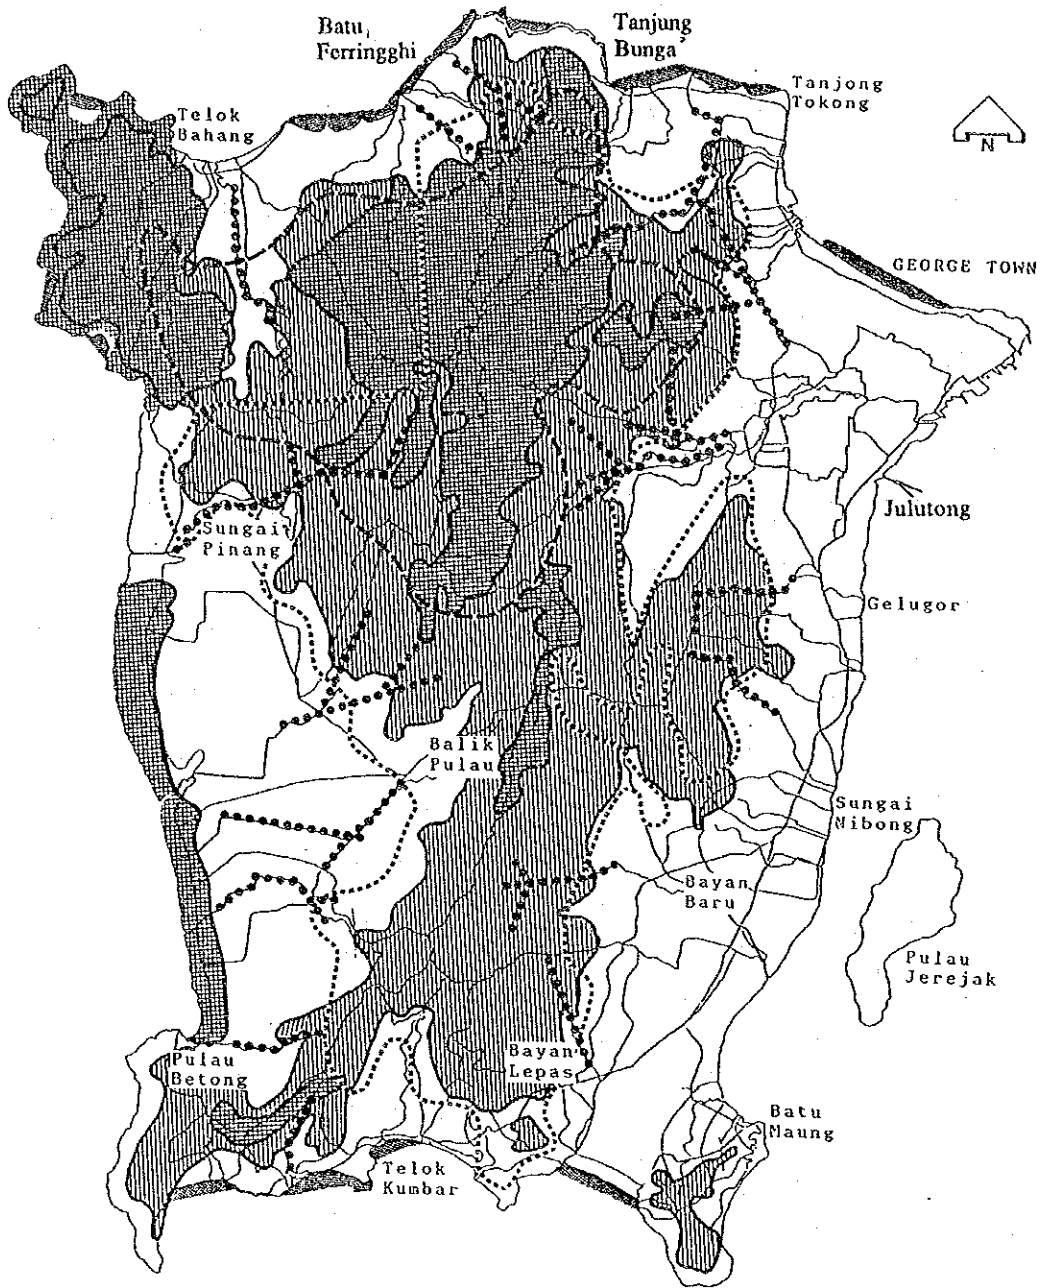 Batu
Ferringghi
Tanjung
Bunga
Tanjong
Tokong
Telok
Bahang
N
GEORGE TOWN
Julutong
Sungai
Pinang
Gelugor
Balik
Pulau
Sungai
Nibong
Bayan
Baru
Pulau
Jerejak
Bayan
Lepas
Pulau
Betong
Batu
Maung
Telok
Kumbar